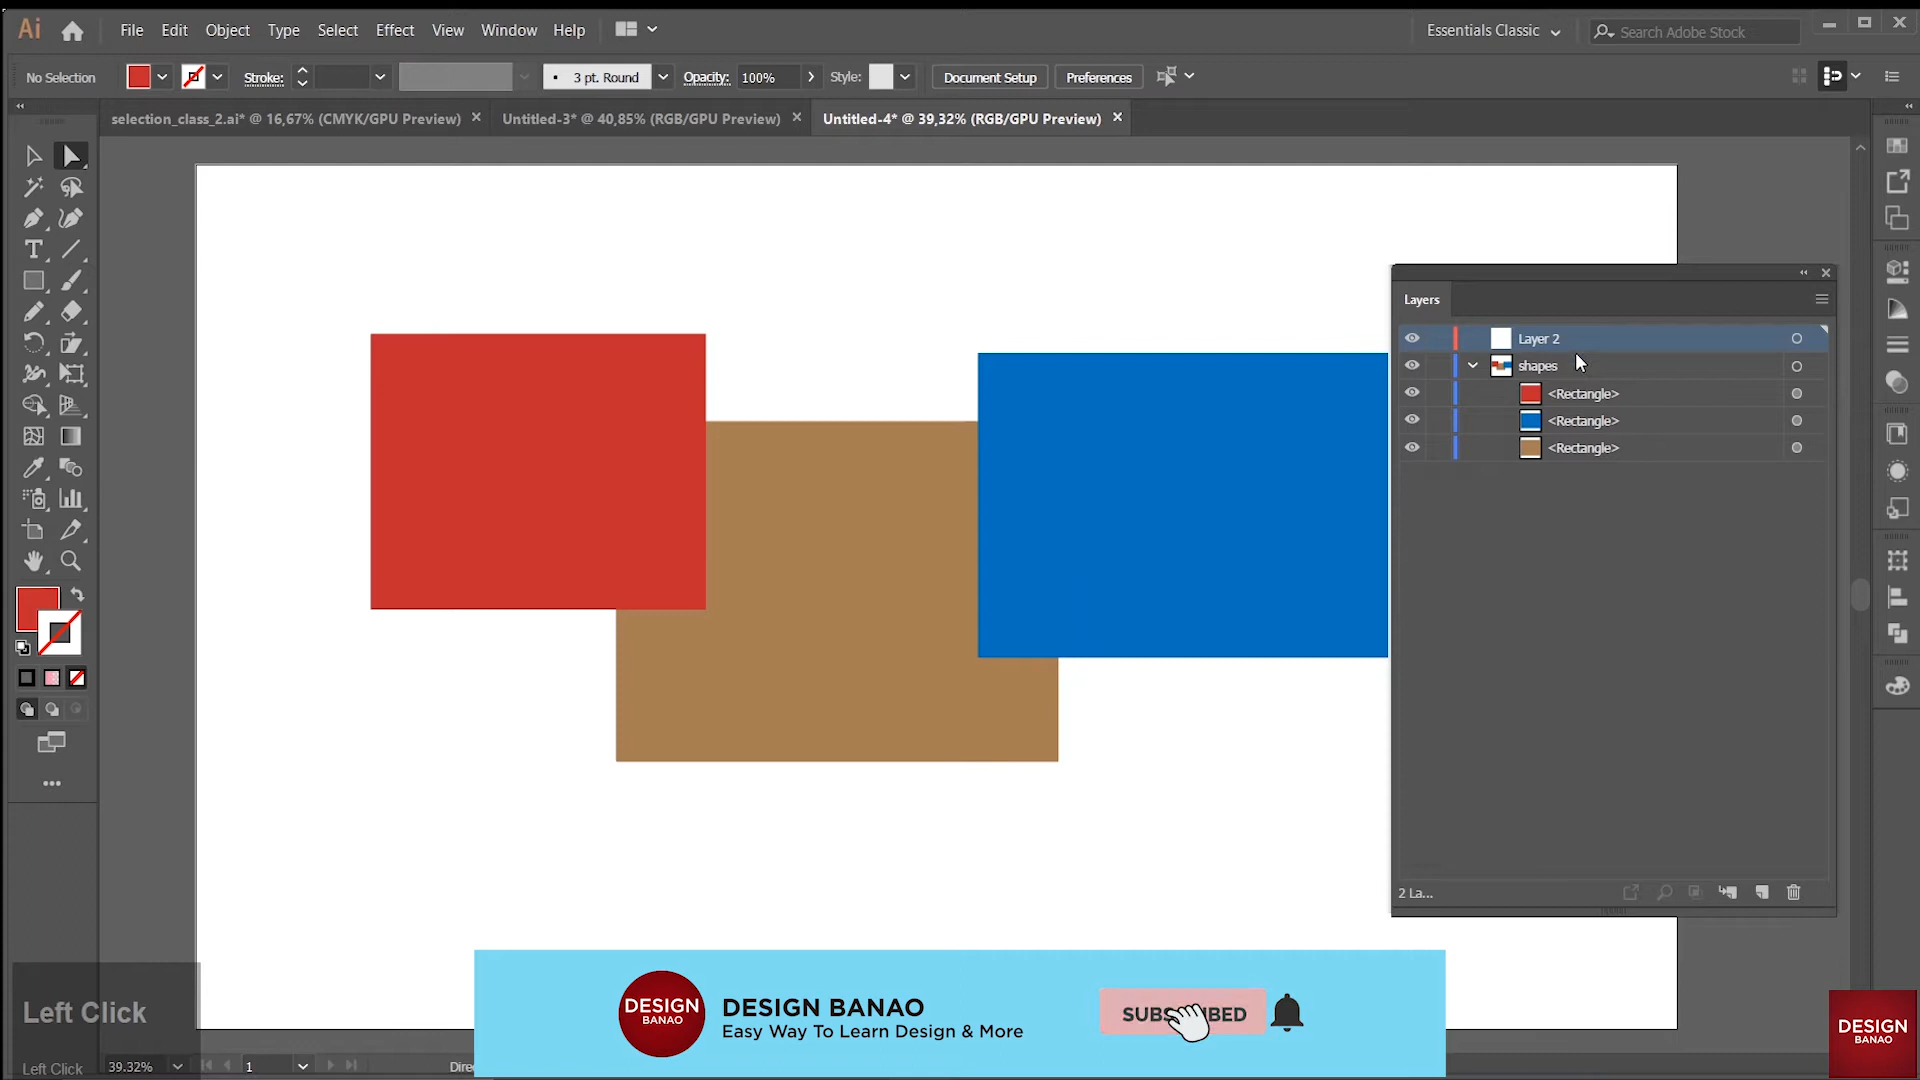 Ai
File Edit Object Type Select Effect View Window Help
Essentials Classic
Search Adobe Stock
No Selection
Stroke:
3 pt. Round
Opacity: 100%
Style:
Document Setup
Preferences
selection_class_2.ai* @ 16,67% (CMYK/GPU Preview)
Untitled-3* @ 40,85% (RGB/GPU Preview)
Untitled-4* @ 39,32% (RGB/GPU Preview)
Layers
Layer 2
shapes
<Rectangle>
<Rectangle>
<Rectangle>
2 La...
Left Click
Left Click
39.32%
1
Direc
DESIGN
BANAO
DESIGN BANAO
Easy Way To Learn Design & More
SUBSCRIBED
DESIGN
BANAO